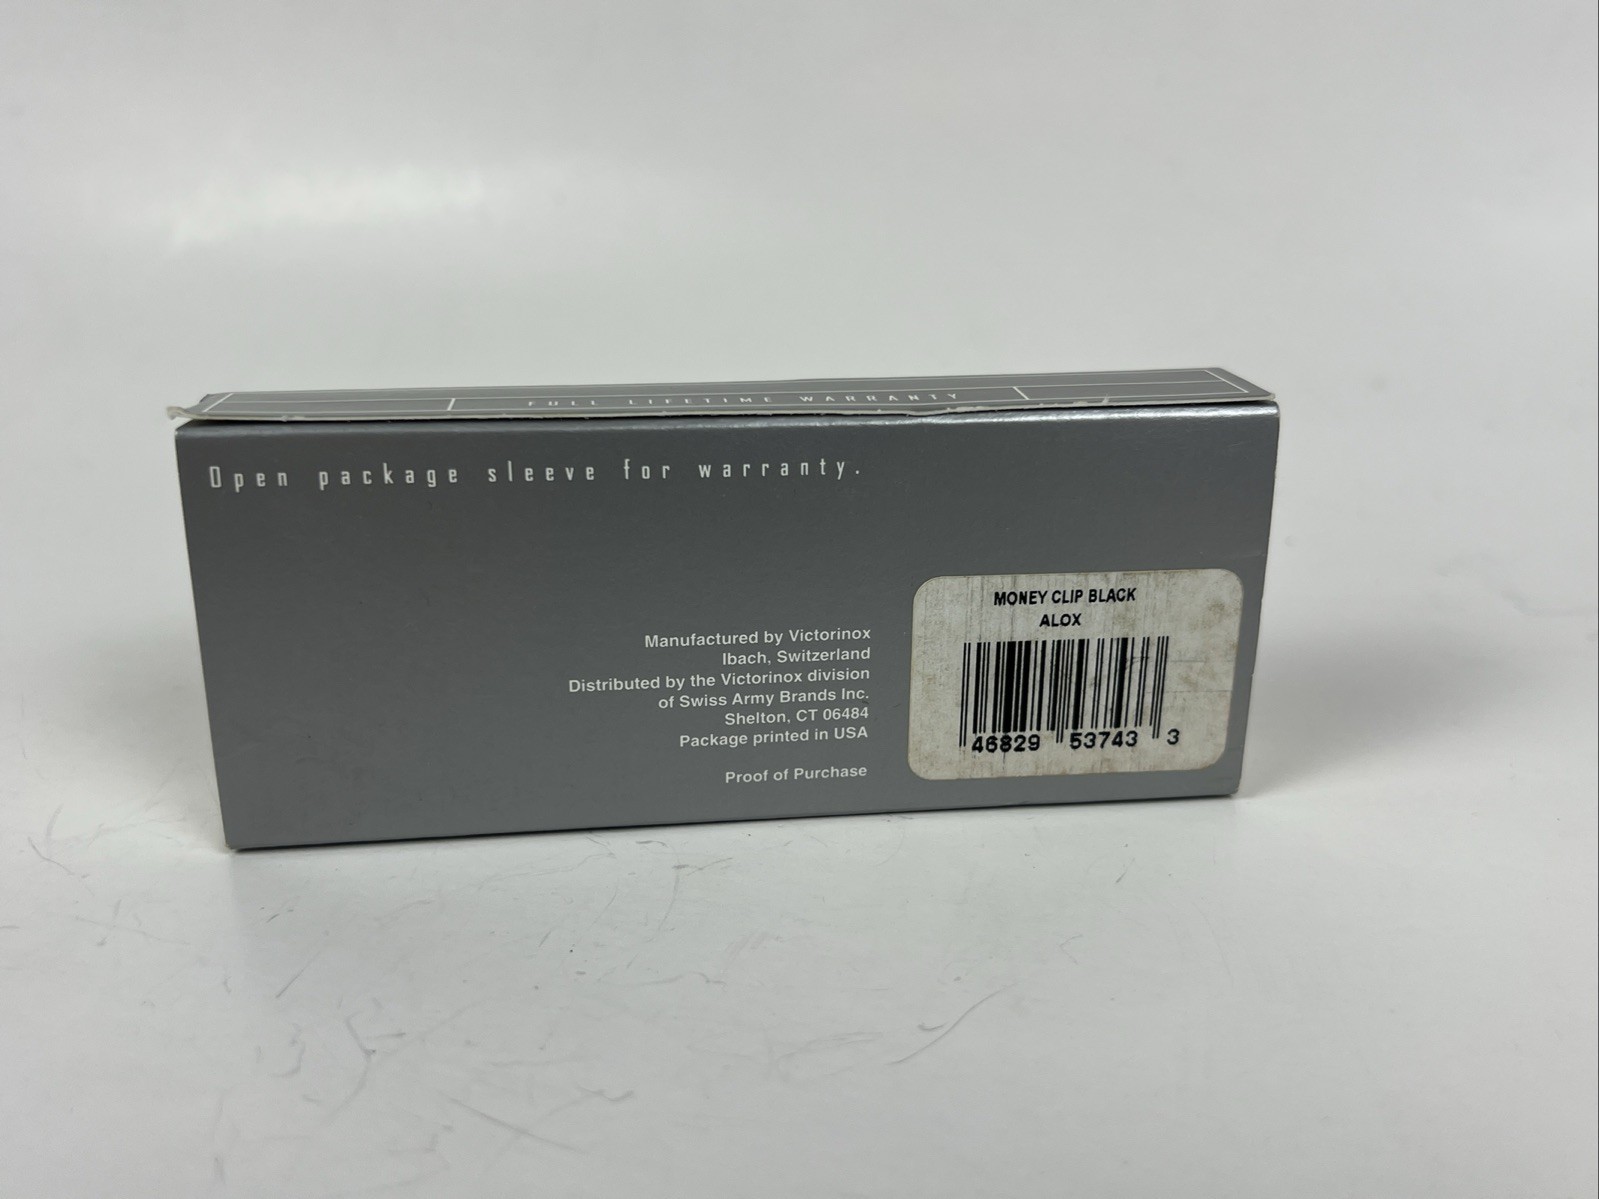 FULL LIFETIME WARRANTY
Open package sleeve for warranty.
Manufactured by Victorinox
Ibach, Switzerland
Distributed by the Victorinox division
of Swiss Army Brands Inc.
Shelton, CT 06484
Package printed in USA
Proof of Purchase
MONEY CLIP BLACK
ALOX
46829 53743 3